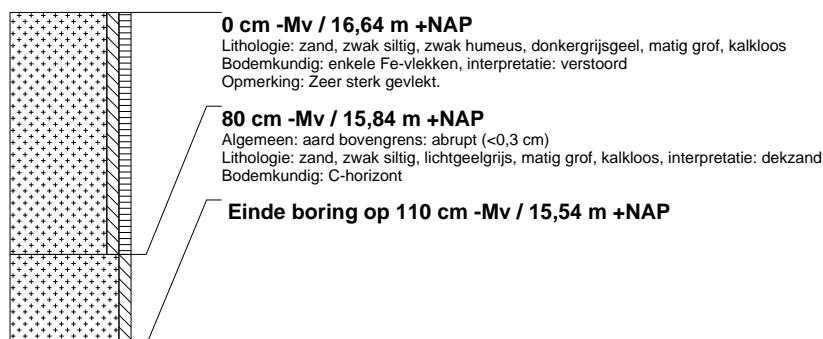 0 cm -Mv / 16,64 m +NAP
Lithologie: zand, zwak siltig, zwak humeus, donkergrijsgeel, matig grof, kalkloos
Bodemkundig: enkele Fe-vlekken, interpretatie: verstoord
Opmerking: Zeer sterk gevlekt.
80 cm -Mv / 15,84 m +NAP
Algemeen: aard bovengrens: abrupt (<0,3 cm)
Lithologie: zand, zwak siltig, lichtgeelgrijs, matig grof, kalkloos, interpretatie: dekzand
Bodemkundig: C-horizont
Einde boring op 110 cm -Mv / 15,54 m +NAP